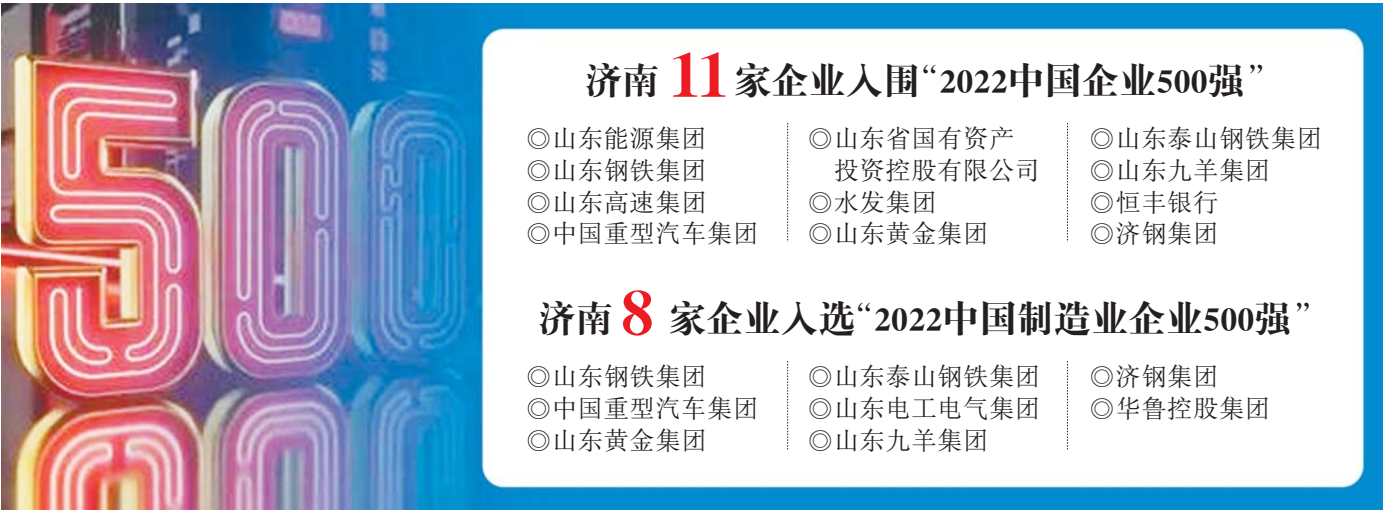 500
济南 11 家企业入围“2022中国企业500强”
◎山东能源集团
◎山东钢铁集团
◎山东高速集团
◎中国重型汽车集团
◎山东省国有资产
投资控股有限公司
◎水发集团
◎山东黄金集团
◎山东泰山钢铁集团
◎山东九羊集团
◎恒丰银行
◎济钢集团
济南 8 家企业入选“2022中国制造业企业500强”
◎山东钢铁集团
◎中国重型汽车集团
◎山东黄金集团
◎山东泰山钢铁集团
◎山东电工电气集团
◎山东九羊集团
◎济钢集团
◎华鲁控股集团